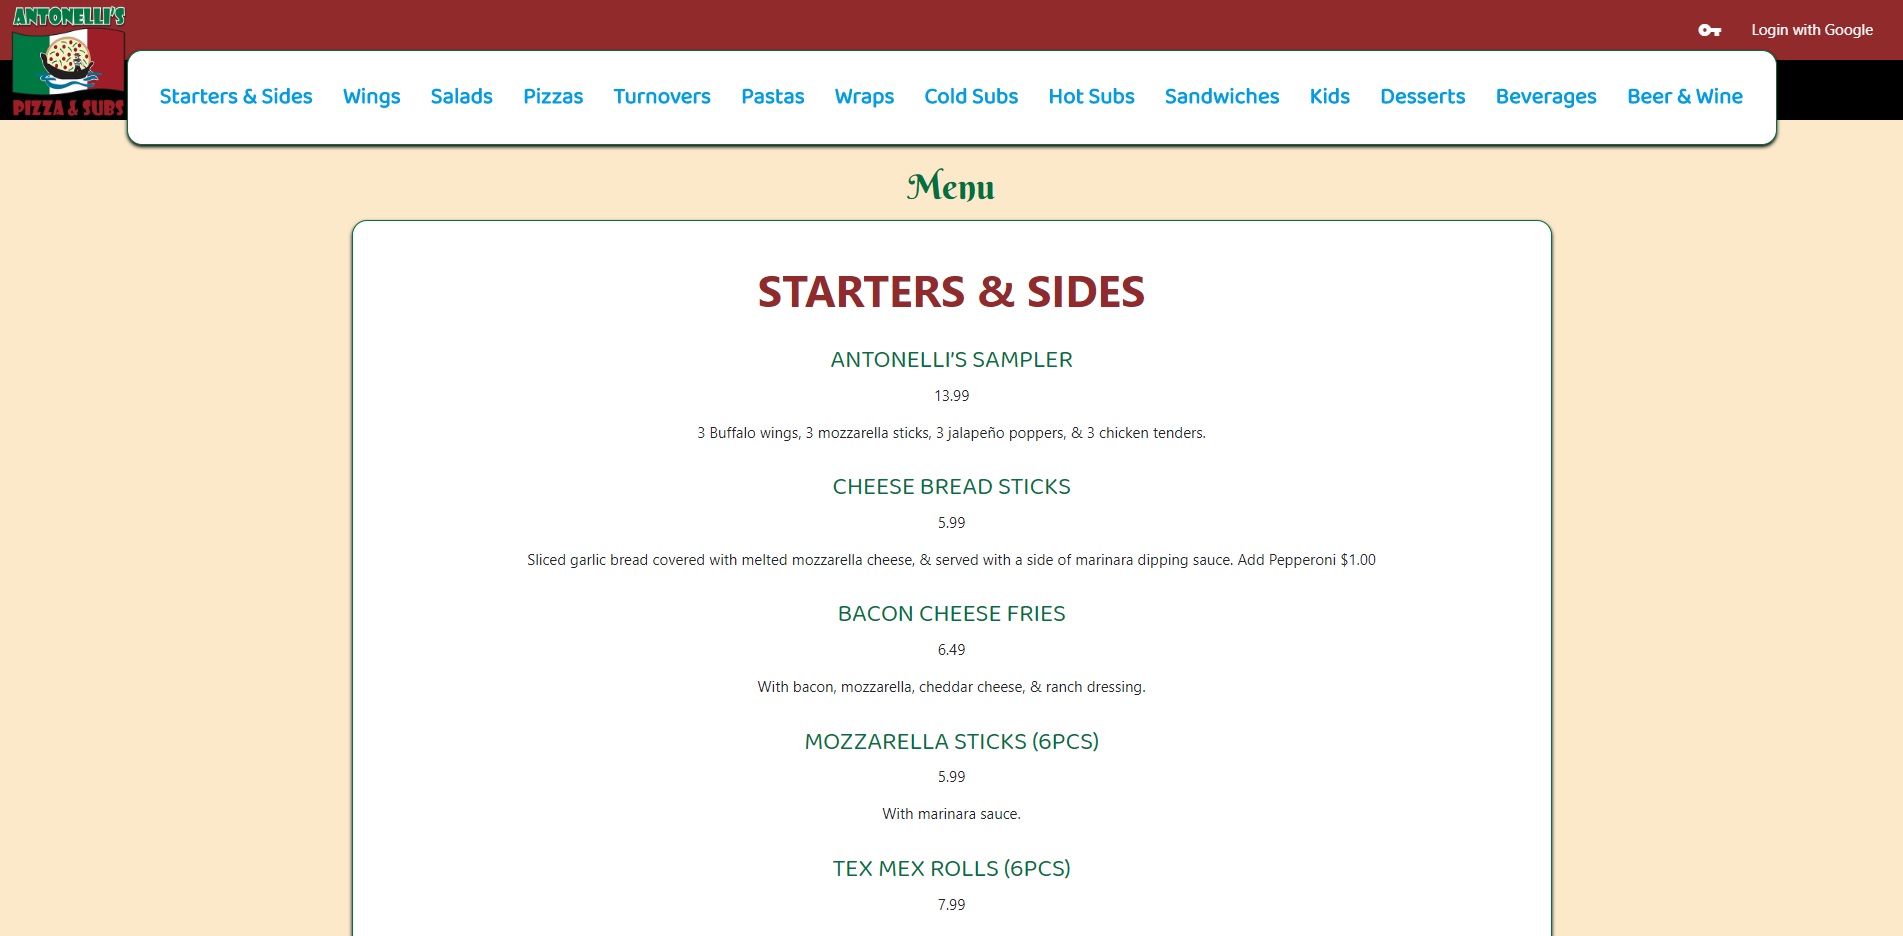 ANTONELLI'S
PIZZA & SUBS
Login with Google
Starters & Sides Wings Salads Pizzas Turnovers Pastas Wraps Cold Subs Hot Subs Sandwiches Kids Desserts Beverages Beer & Wine
Menu
STARTERS & SIDES
ANTONELLI'S SAMPLER
13.99
3 Buffalo wings, 3 mozzarella sticks, 3 jalapeño poppers, & 3 chicken tenders.
CHEESE BREAD STICKS
5.99
Sliced garlic bread covered with melted mozzarella cheese, & served with a side of marinara dipping sauce. Add Pepperoni $1.00
BACON CHEESE FRIES
6.49
With bacon, mozzarella, cheddar cheese, & ranch dressing.
MOZZARELLA STICKS (6PCS)
5.99
With marinara sauce.
TEX MEX ROLLS (6PCS)
7.99